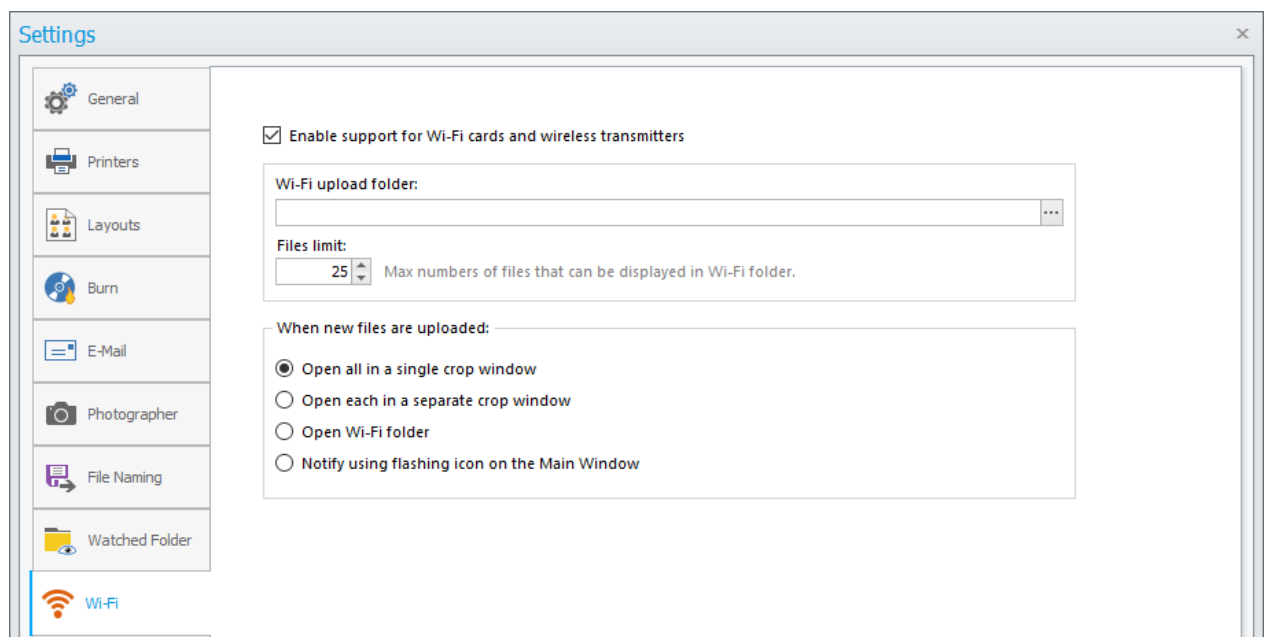 Settings
General
Printers
Layouts
Burn
E-Mail
Photographer
File Naming
Watched Folder
Wi-Fi
Enable support for Wi-Fi cards and wireless transmitters
Wi-Fi upload folder:
...
Files limit:
25 Max numbers of files that can be displayed in Wi-Fi folder.
When new files are uploaded:
Open all in a single crop window
Open each in a separate crop window
Open Wi-Fi folder
Notify using flashing icon on the Main Window